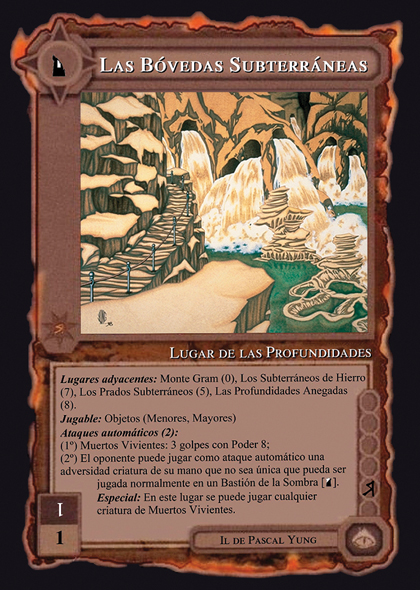 Las Bóvedas Subterráneas
Lugar de las Profundidades
Lugares adyacentes: Monte Gram (0), Los Subterráneos de Hierro
(7), Los Prados Subterráneos (5), Las Profundidades Anegadas
(8).
Jugable: Objetos (Menores, Mayores)
Ataques automáticos (2):
(1º) Muertos Vivientes: 3 golpes con Poder 8;
(2º) El oponente puede jugar como ataque automático una
adversidad criatura de su mano que no sea única que pueda ser
jugada normalmente en un Bastión de la Sombra [].
Especial: En este lugar se puede jugar cualquier
criatura de Muertos Vivientes.
1
Il de Pascal Yung